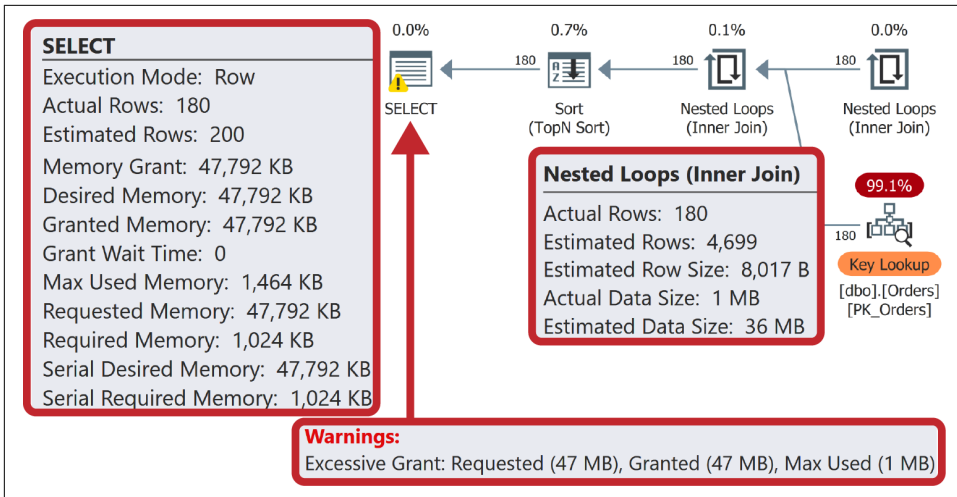 SELECT
Execution Mode: Row
Actual Rows: 180
Estimated Rows: 200
Memory Grant: 47,792 KB
Desired Memory: 47,792 KB
Granted Memory: 47,792 KB
Grant Wait Time: 0
Max Used Memory: 1,464 KB
Requested Memory: 47,792 KB
Required Memory: 1,024 KB
Serial Desired Memory: 47,792 KB
Serial Required Memory: 1,024 KB
0.0%
SELECT
180
0.7%
A
Z
Sort
(TopN Sort)
180
0.1%
Nested Loops
(Inner Join)
180
0.0%
Nested Loops
(Inner Join)
Nested Loops (Inner Join)
Actual Rows: 180
Estimated Rows: 4,699
Estimated Row Size: 8,017 B
Actual Data Size: 1 MB
Estimated Data Size: 36 MB
99.1%
180
Key Lookup
[dbo].[Orders]
[PK_Orders]
Warnings:
Excessive Grant: Requested (47 MB), Granted (47 MB), Max Used (1 MB)